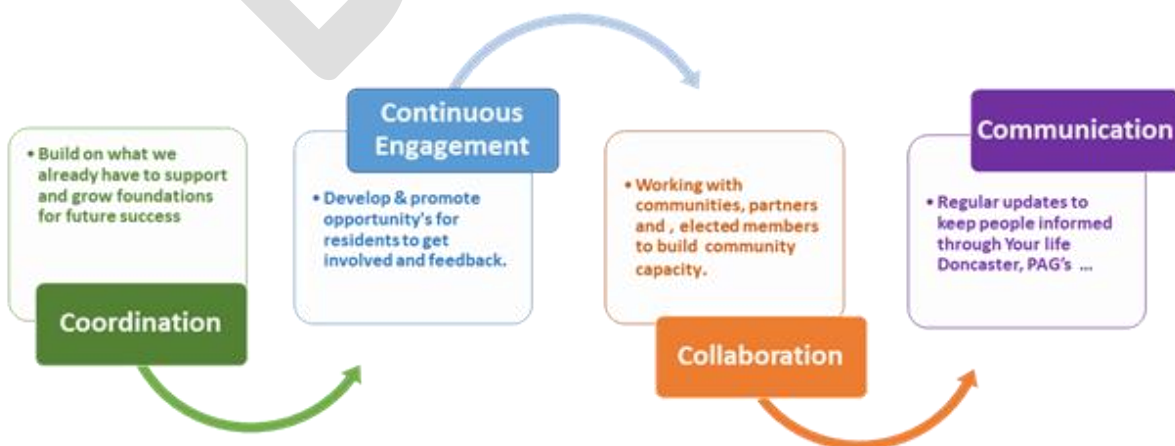 • Build on what we
already have to support
and grow foundations
for future success
Coordination
Continuous
Engagement
• Develop & promote
opportunity's for
residents to get
involved and feedback.
• Working with
communities, partners
and , elected members
to build community
capacity.
Collaboration
Communication
• Regular updates to
keep people informed
through Your life
Doncaster, PAG's ...